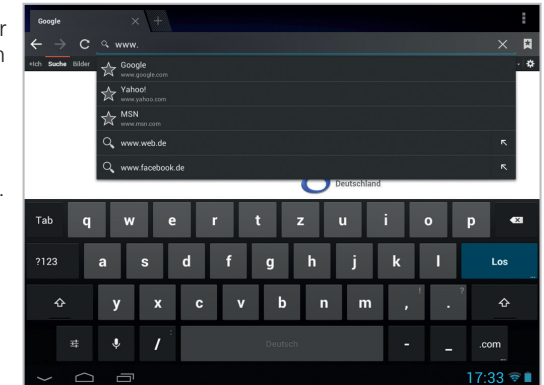 r
n
.
Google
www.
+Ich Suche Bilder
Google
www.google.com
Yahoo!
www.yahoo.com
MSN
www.msn.com
www.web.de
www.facebook.de
Deutschland
Tab q w e r t z u i o p
?123 a s d f g h j k l Los
y x c v b n m , ! . ?
/ : Deutsch - _ .com
17:33